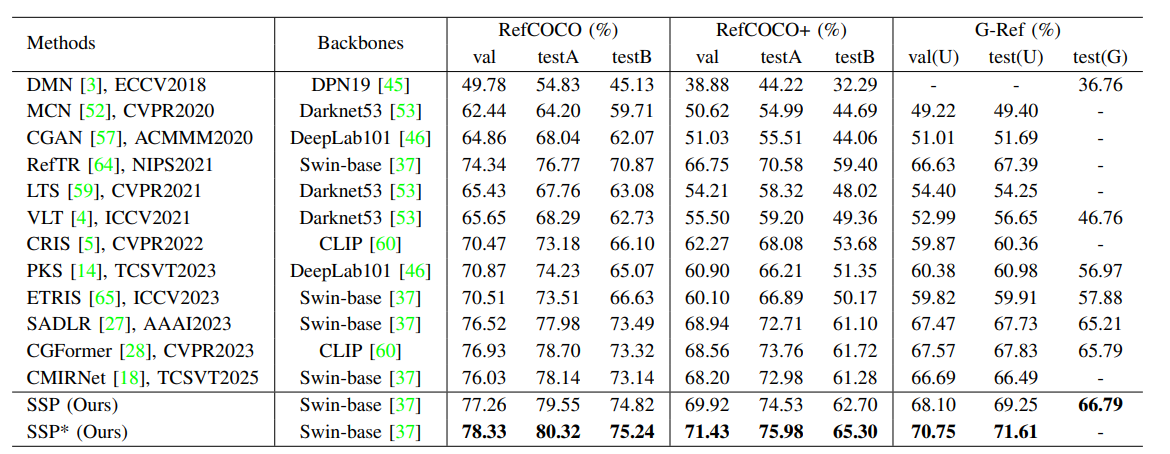 Methods Backbones RefCOCO (%) RefCOCO+ (%) G-Ref (%)
val testA testB val testA testB val(U) test(U) test(G)
DMN [3], ECCV2018 DPN19 [45] 49.78 54.83 45.13 38.88 44.22 32.29 - - 36.76
MCN [52], CVPR2020 Darknet53 [53] 62.44 64.20 59.71 50.62 54.99 44.69 49.22 49.40 -
CGAN [57], ACMMM2020 DeepLab101 [46] 64.86 68.04 62.07 51.03 55.51 44.06 51.01 51.69 -
RefTR [64], NIPS2021 Swin-base [37] 74.34 76.77 70.87 66.75 70.58 59.40 66.63 67.39 -
LTS [59], CVPR2021 Darknet53 [53] 65.43 67.76 63.08 54.21 58.32 48.02 54.40 54.25 -
VLT [4], ICCV2021 Darknet53 [53] 65.65 68.29 62.73 55.50 59.20 49.36 52.99 56.65 46.76
CRIS [5], CVPR2022 CLIP [60] 70.47 73.18 66.10 62.27 68.08 53.68 59.87 60.36 -
PKS [14], TCSVT2023 DeepLab101 [46] 70.87 74.23 65.07 60.90 66.21 51.35 60.38 60.98 56.97
ETRIS [65], ICCV2023 Swin-base [37] 70.51 73.51 66.63 60.10 66.89 50.17 59.82 59.91 57.88
SADLR [27], AAAI2023 Swin-base [37] 76.52 77.98 73.49 68.94 72.71 61.10 67.47 67.73 65.21
CGFormer [28], CVPR2023 CLIP [60] 76.93 78.70 73.32 68.56 73.76 61.72 67.57 67.83 65.79
CMIRNet [18], TCSVT2025 Swin-base [37] 76.03 78.14 73.14 68.20 72.98 61.28 66.69 66.49 -
SSP (Ours) Swin-base [37] 77.26 79.55 74.82 69.92 74.53 62.70 68.10 69.25 66.79
SSP* (Ours) Swin-base [37] 78.33 80.32 75.24 71.43 75.98 65.30 70.75 71.61 -